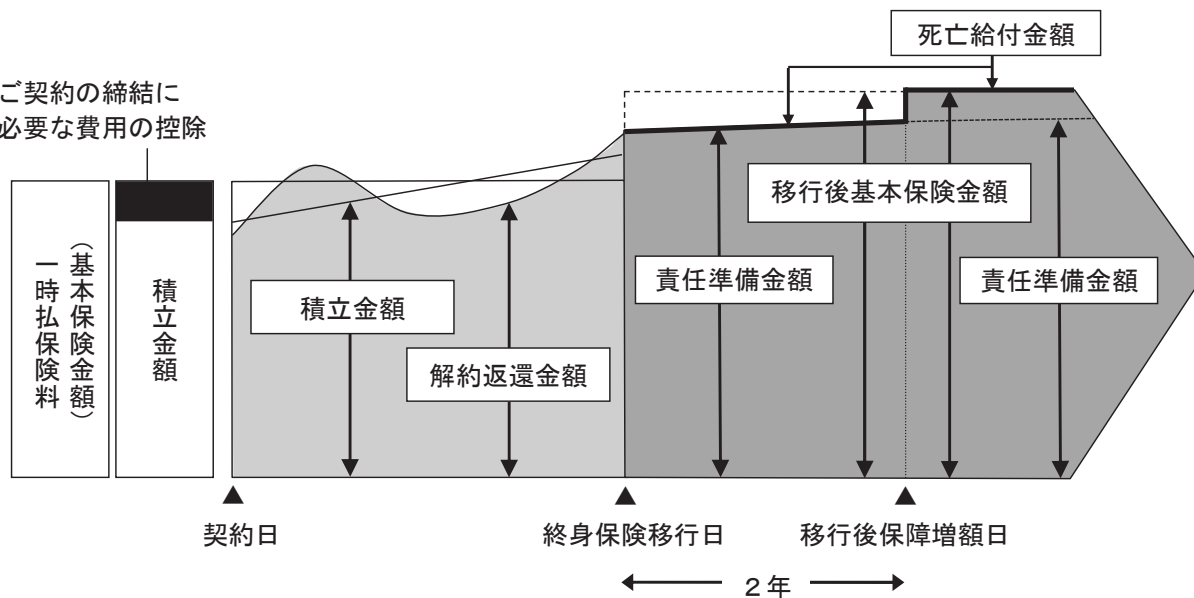 死亡給付金額
ご契約の締結に
必要な費用の控除
一時払保険料
（基本保険金額）
積立金額
積立金額
解約返還金額
責任準備金額
移行後基本保険金額
責任準備金額
契約日
終身保険移行日
移行後保障増額日
2年